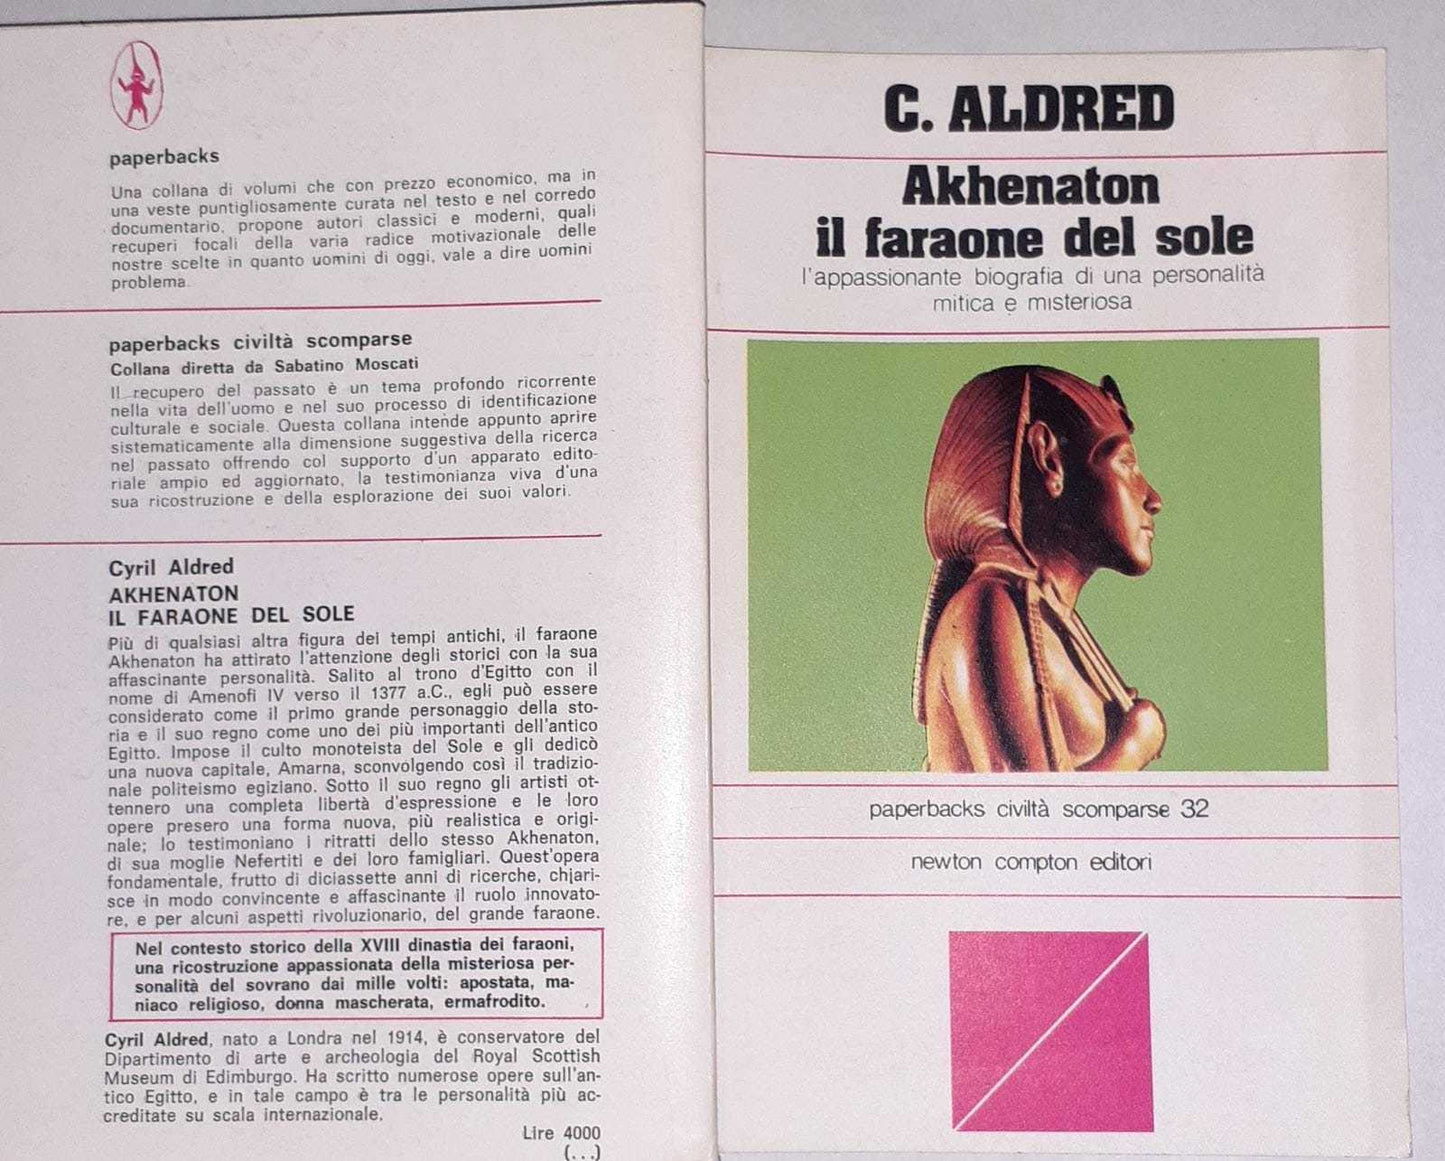 paperbacks
Una collana di volumi che con prezzo economico, ma in
una veste puntigliosamente curata nel testo e nel corredo
documentario, propone autori classici e moderni, quali
recuperi focali della varia radice motivazionale delle
nostre scelte in quanto uomini di oggi, vale a dire uomini
problema.
paperbacks civiltà scomparse
Collana diretta da Sabatino Moscati
Il recupero del passato è un tema profondo ricorrente
nella vita dell'uomo e nel suo processo di identificazione
culturale e sociale. Questa collana intende appunto aprire
sistematicamente alla dimensione suggestiva della ricerca
nel passato offrendo col supporto d'un apparato edito-
riale ampio ed aggiornato, la testimonianza viva d'una
sua ricostruzione e della esplorazione dei suoi valori.
Cyril Aldred
AKHENATON
IL FARAONE DEL SOLE
Più di qualsiasi altra figura dei tempi antichi, il faraone
Akhenaton ha attirato l'attenzione degli storici con la sua
affascinante personalità. Salito al trono d'Egitto con il
nome di Amenofi IV verso il 1377 a.C., egli può essere
considerato come il primo grande personaggio della sto-
ria e il suo regno come uno dei più importanti dell'antico
Egitto. Impose il culto monoteista del Sole e gli dedicò
una nuova capitale, Amarna, sconvolgendo così il tradizio-
nale politeismo egiziano. Sotto il suo regno gli artisti ot-
tennero una completa libertà d'espressione e le loro
opere presero una forma nuova, più realistica e origi-
nale; lo testimoniano i ritratti dello stesso Akhenaton,
di sua moglie Nefertiti e dei loro famigliari. Quest'opera
fondamentale, frutto di diciassette anni di ricerche, chiari-
sce in modo convincente e affascinante il ruolo innovato-
re, e per alcuni aspetti rivoluzionario, del grande faraone.
Nel contesto storico della XVIII dinastia dei faraoni,
una ricostruzione appassionata della misteriosa per-
sonalità del sovrano dai mille volti: apostata, ma-
niaco religioso, donna mascherata, ermafrodito.
Cyril Aldred, nato a Londra nel 1914, è conservatore del
Dipartimento di arte e archeologia del Royal Scottish
Museum di Edimburgo. Ha scritto numerose opere sull'an-
tico Egitto, e in tale campo è tra le personalità più ac-
creditate su scala internazionale.
Lire 4000
(...)
C. ALDRED
Akhenaton
il faraone del sole
l'appassionante biografia di una personalità
mitica e misteriosa
paperbacks civiltà scomparse 32
newton compton editori